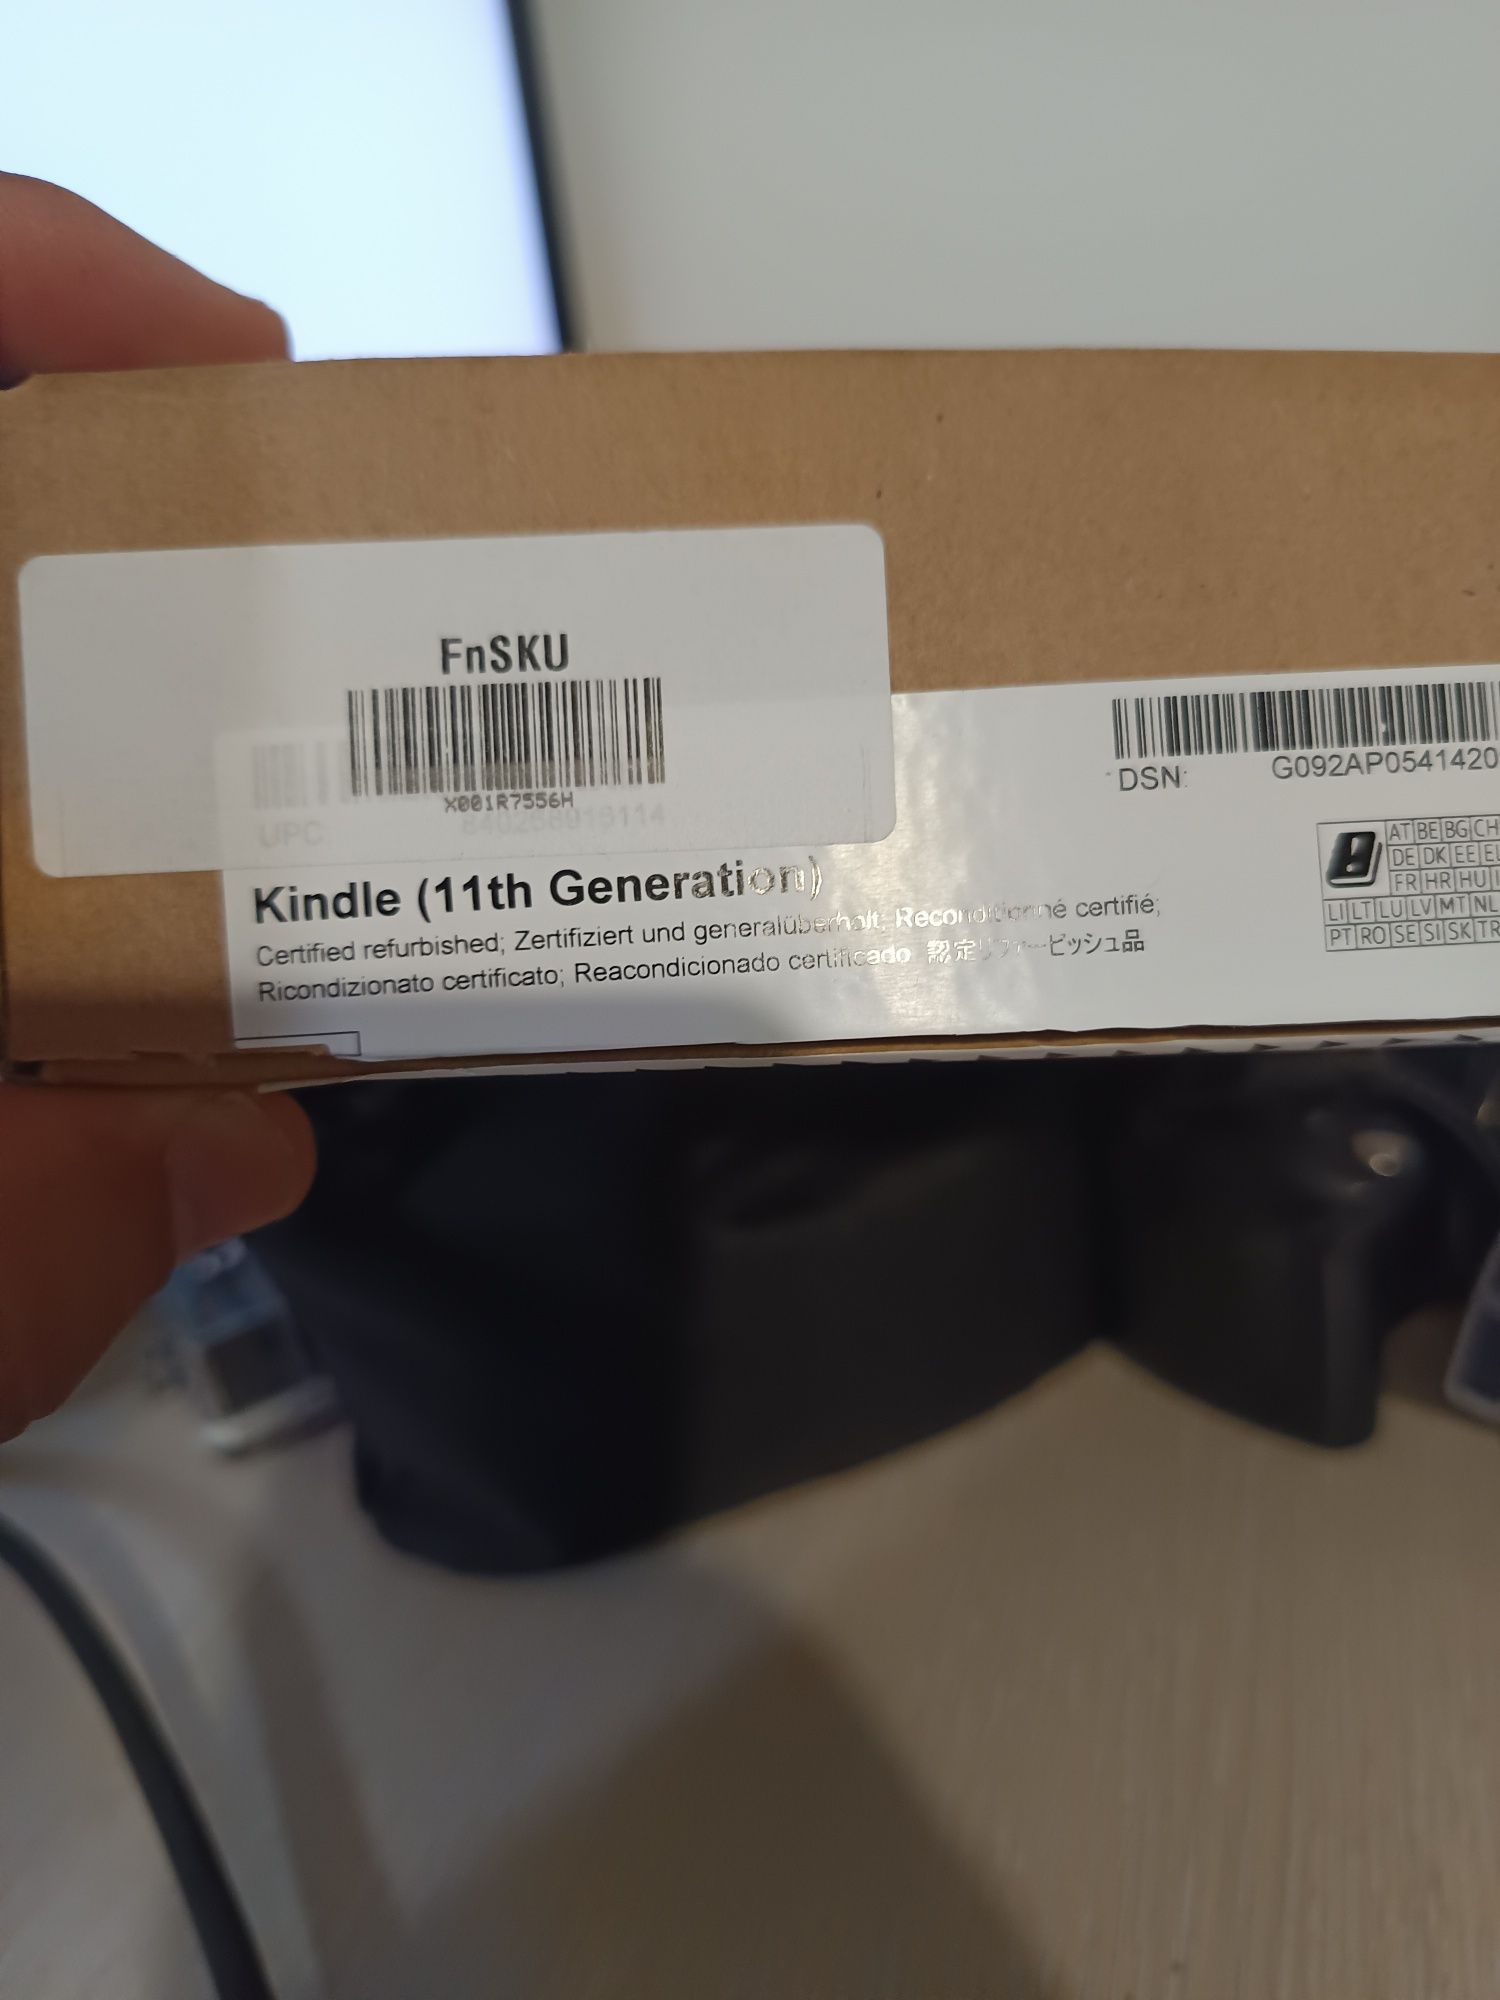 FnSKU
X001R7556H
UPC
DSN:
G092AP0541420
Kindle (11th Generation)
Certified refurbished; Zertifiziert und generalüberholt; Reconditionné certifié;
Ricondizionato certificato; Reacondicionado certificado 認定リファービッシュ品
AT BE BG CH
DE DK EE
FR HR HU
LI LT LU LV MT NL
PT RO SE SI SK TR